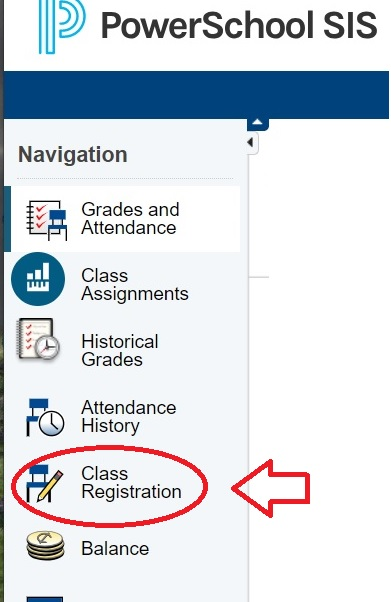 PowerSchool SIS
Navigation
Grades and
Attendance
Class
Assignments
Historical
Grades
Attendance
History
Class
Registration
Balance